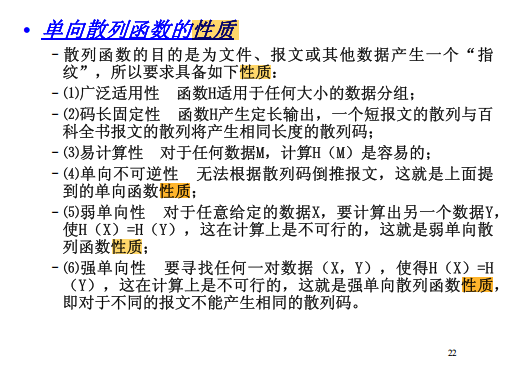 • 单向散列函数的性质
– 散列函数的目的是为文件、报文或其他数据产生一个“指
纹”，所以要求具备如下性质：
– ⑴广泛适用性 函数H适用于任何大小的数据分组；
– ⑵码长固定性 函数H产生定长输出，一个短报文的散列与百
科全书报文的散列将产生相同长度的散列码；
– ⑶易计算性 对于任何数据M，计算H（M）是容易的；
– ⑷单向不可逆性 无法根据散列码倒推报文，这就是上面提
到的单向函数性质；
– ⑸弱单向性 对于任意给定的数据X，要计算出另一个数据Y，
使H（X）=H（Y），这在计算上是不可行的，这就是弱单向散
列函数性质；
– ⑹强单向性 要寻找任何一对数据（X，Y），使得H（X）=H
（Y），这在计算上是不可行的，这就是强单向散列函数性质，
即对于不同的报文不能产生相同的散列码。
22